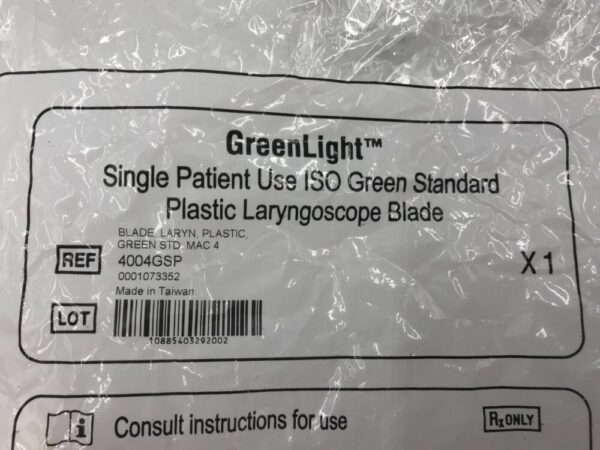 GreenLight™
Single Patient Use ISO Green Standard
Plastic Laryngoscope Blade
BLADE, LARYN, PLASTIC,
GREEN STD, MAC 4
REF 4004GSP X 1
0001073352
Made in Taiwan
LOT
10885403292002
i Consult instructions for use Rx ONLY